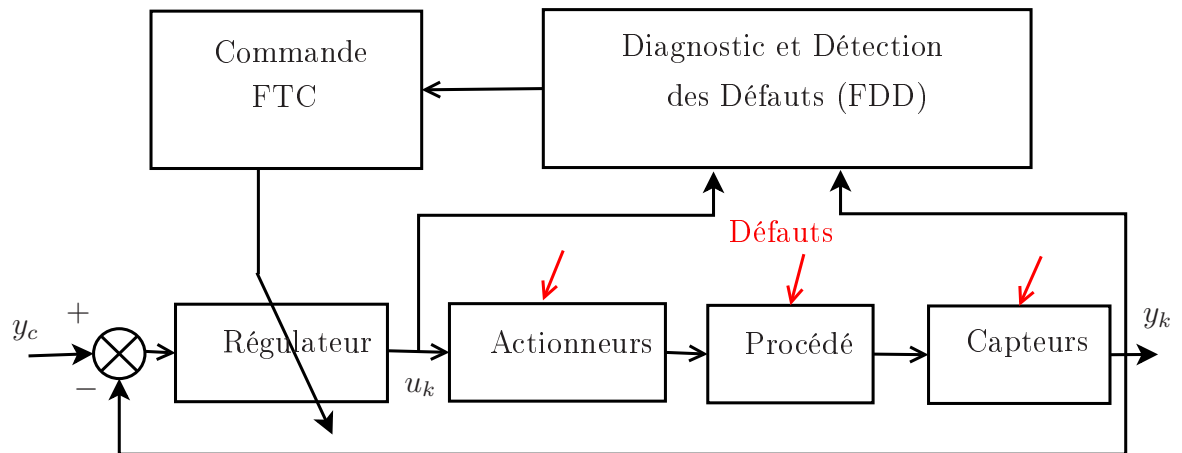 Commande
FTC
Diagnostic et Détection
des Défauts (FDD)
Défauts
y_c
+
−
Régulateur
u_k
Actionneurs
Procédé
Capteurs
y_k